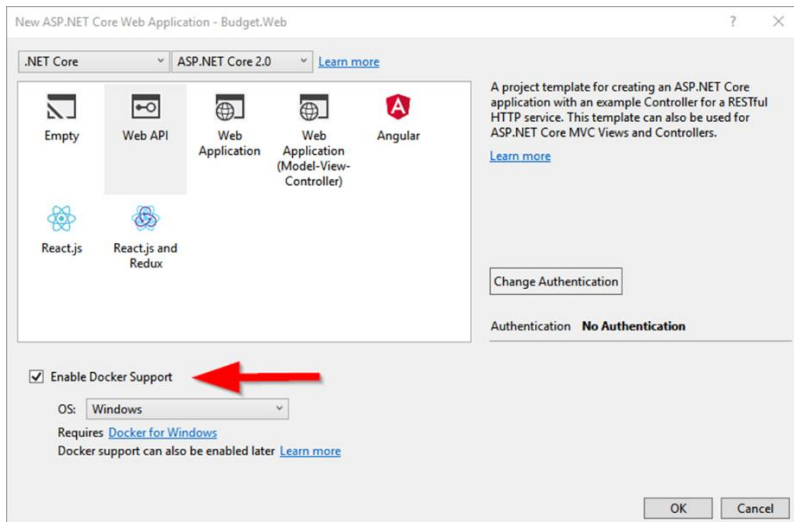 New ASP.NET Core Web Application - Budget.Web
?
.NET Core
ASP.NET Core 2.0
Learn more
Empty
Web API
Web
Application
Web
Application
(Model-View-
Controller)
Angular
React.js
React.js and
Redux
A project template for creating an ASP.NET Core
application with an example Controller for a RESTful
HTTP service. This template can also be used for
ASP.NET Core MVC Views and Controllers.
Learn more
Change Authentication
Authentication No Authentication
Enable Docker Support
OS: Windows
Requires Docker for Windows
Docker support can also be enabled later Learn more
OK
Cancel